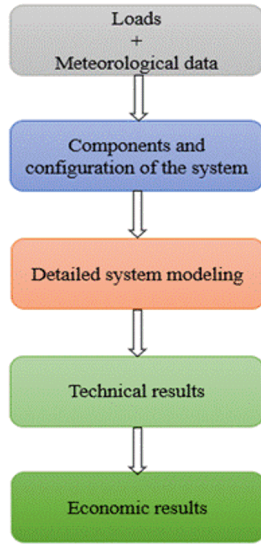 Loads
+
Meteorological data
Components and
configuration of the system
Detailed system modeling
Technical results
Economic results